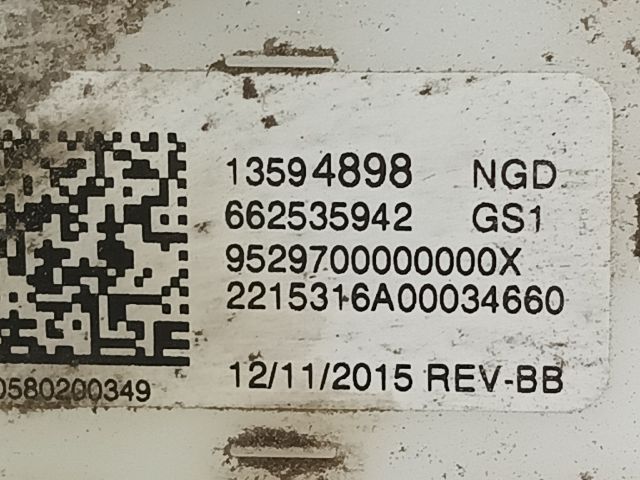 13594898 NGD
662535942 GS1
9529700000000X
2215316A00034660
0580200349
12/11/2015 REV-BB